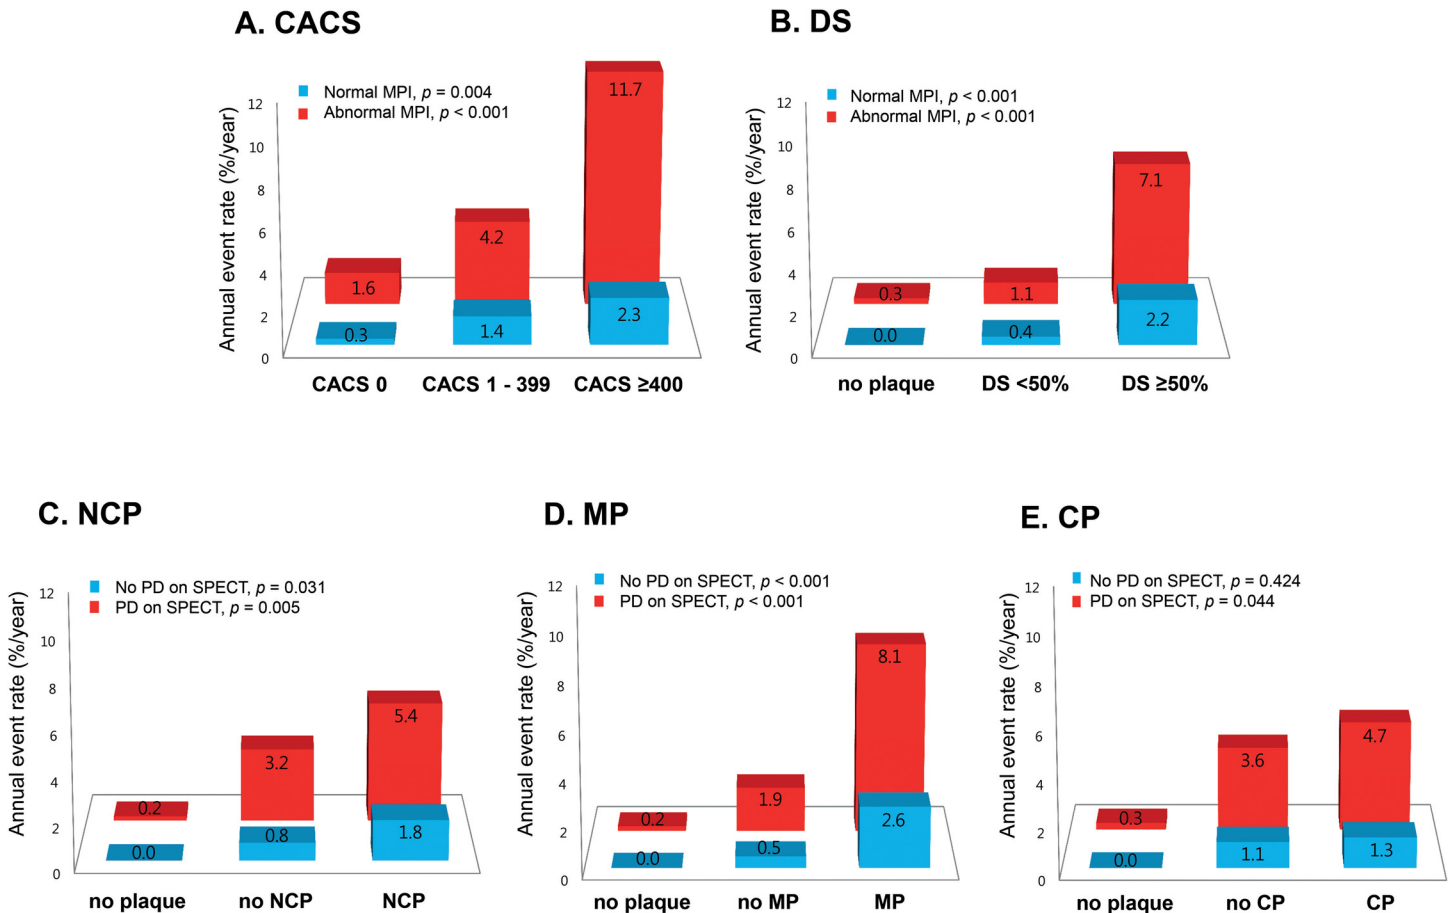 A. CACS
Normal MPI, p = 0.004
Abnormal MPI, p < 0.001
Annual event rate (%/year)
12
10
8
6
4
2
0
1.6
4.2
11.7
0.3
1.4
2.3
CACS 0
CACS 1 - 399
CACS ≥400
B. DS
Normal MPI, p < 0.001
Abnormal MPI, p < 0.001
Annual event rate (%/year)
12
10
8
6
4
2
0
0.3
1.1
7.1
0.0
0.4
2.2
no plaque
DS <50%
DS ≥50%
C. NCP
No PD on SPECT, p = 0.031
PD on SPECT, p = 0.005
Annual event rate (%/year)
12
10
8
6
4
2
0
0.2
3.2
5.4
0.0
0.8
1.8
no plaque
no NCP
NCP
D. MP
No PD on SPECT, p < 0.001
PD on SPECT, p < 0.001
Annual event rate (%/year)
12
10
8
6
4
2
0
0.2
1.9
8.1
0.0
0.5
2.6
no plaque
no MP
MP
E. CP
No PD on SPECT, p = 0.424
PD on SPECT, p = 0.044
Annual event rate (%/year)
12
10
8
6
4
2
0
0.3
3.6
4.7
0.0
1.1
1.3
no plaque
no CP
CP